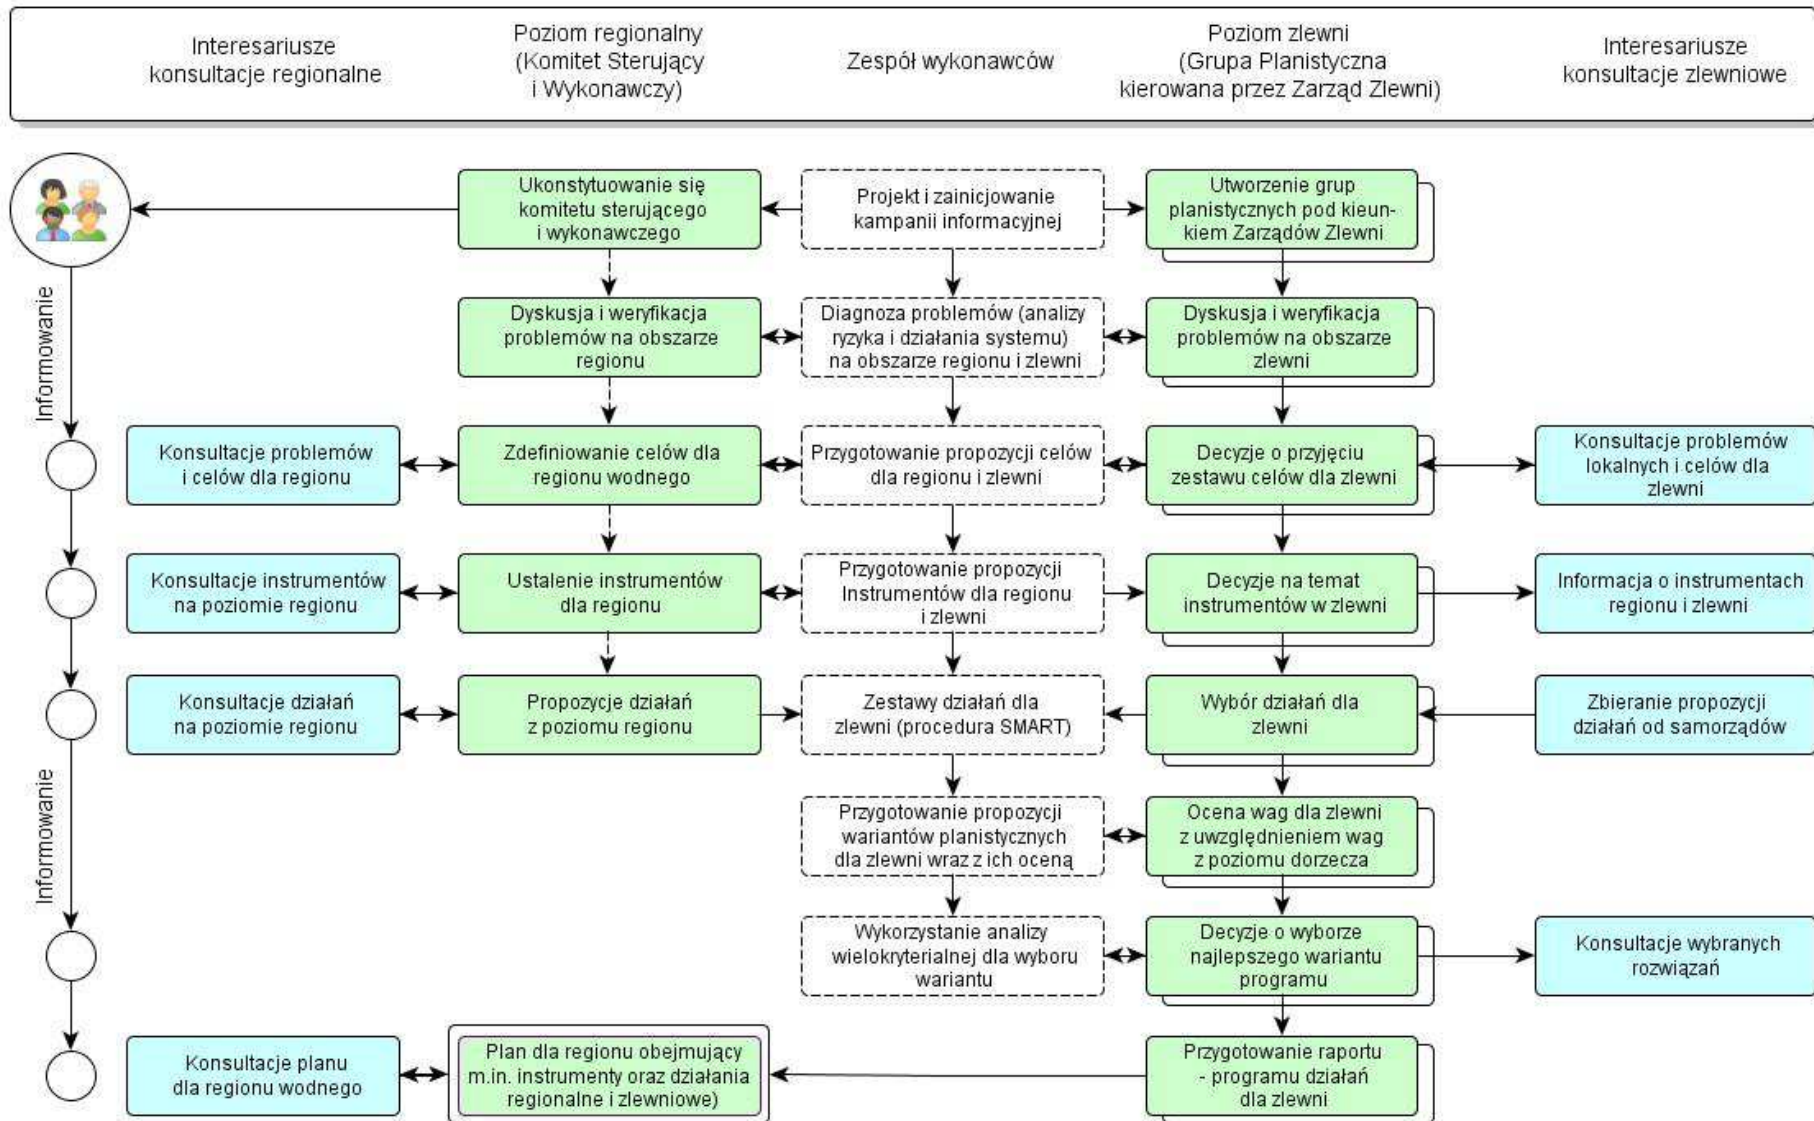 Interesariusze
konsultacje regionalne
Poziom regionalny
(Komitet Sterujący
i Wykonawczy)
Zespół wykonawców
Poziom zlewni
(Grupa Planistyczna
kierowana przez Zarząd Zlewni)
Interesariusze
konsultacje zlewniowe
Ukonstytuowanie się
komitetu sterującego
i wykonawczego
Projekt i zainicjowanie
kampanii informacyjnej
Utworzenie grup
planistycznych pod kieun-
kiem Zarządów Zlewni
Informowanie
Dyskusja i weryfikacja
problemów na obszarze
regionu
Diagnoza problemów (analizy
ryzyka i działania systemu)
na obszarze regionu i zlewni
Dyskusja i weryfikacja
problemów na obszarze
zlewni
Konsultacje problemów
i celów dla regionu
Zdefiniowanie celów dla
regionu wodnego
Przygotowanie propozycji celów
dla regionu i zlewni
Decyzje o przyjęciu
zestawu celów dla zlewni
Konsultacje problemów
lokalnych i celów dla
zlewni
Konsultacje instrumentów
na poziomie regionu
Ustalenie instrumentów
dla regionu
Przygotowanie propozycji
Instrumentów dla regionu
i zlewni
Decyzje na temat
instrumentów w zlewni
Informacja o instrumentach
regionu i zlewni
Konsultacje działań
na poziomie regionu
Propozycje działań
z poziomu regionu
Zestawy działań dla
zlewni (procedura SMART)
Wybór działań dla
zlewni
Zbieranie propozycji
działań od samorządów
Informowanie
Przygotowanie propozycji
wariantów planistycznych
dla zlewni wraz z ich oceną
Ocena wag dla zlewni
z uwzględnieniem wag
z poziomu dorzecza
Wykorzystanie analizy
wielokryterialnej dla wyboru
wariantu
Decyzje o wyborze
najlepszego wariantu
programu
Konsultacje wybranych
rozwiązań
Konsultacje planu
dla regionu wodnego
Plan dla regionu obejmujący
m.in. instrumenty oraz działania
regionalne i zlewniowe)
Przygotowanie raportu
- programu działań
dla zlewni